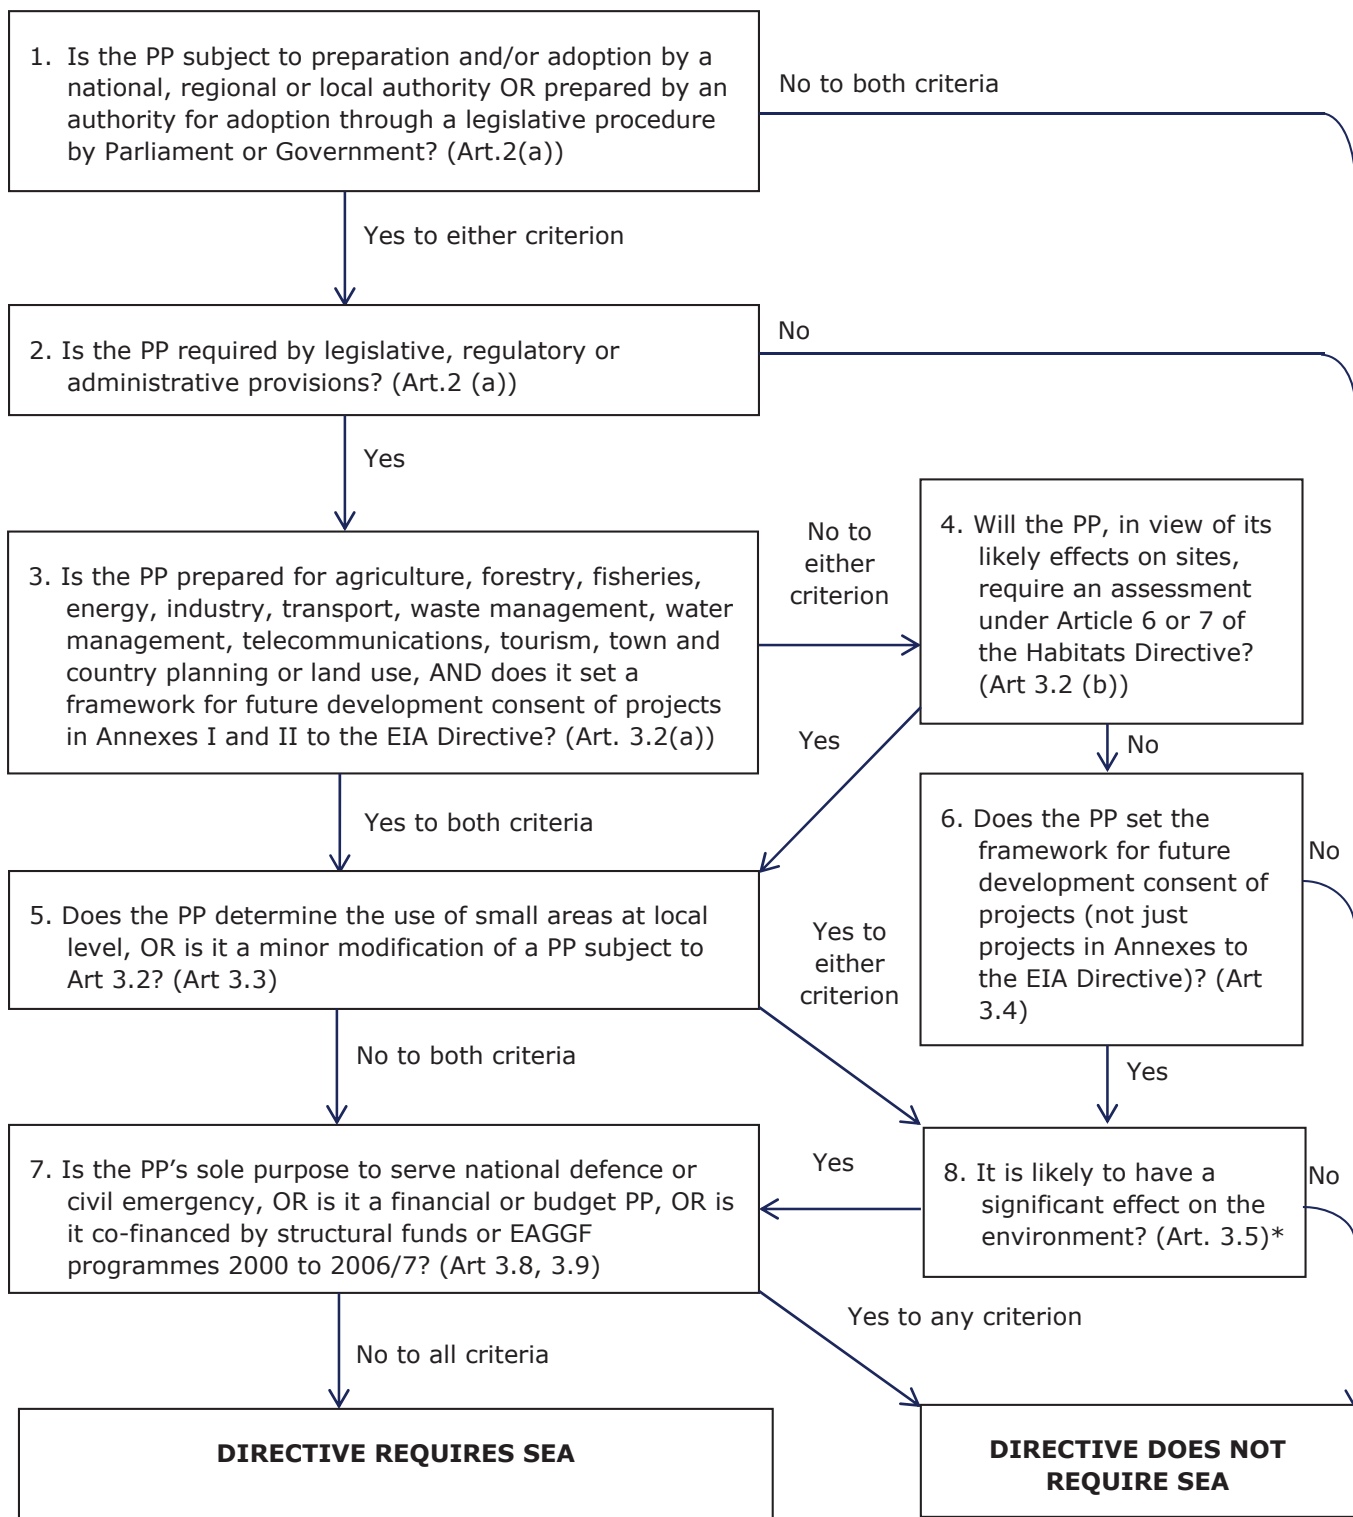 1. Is the PP subject to preparation and/or adoption by a
national, regional or local authority OR prepared by an
authority for adoption through a legislative procedure
by Parliament or Government? (Art.2(a))
No to both criteria
Yes to either criterion
2. Is the PP required by legislative, regulatory or
administrative provisions? (Art.2 (a))
No
Yes
3. Is the PP prepared for agriculture, forestry, fisheries,
energy, industry, transport, waste management, water
management, telecommunications, tourism, town and
country planning or land use, AND does it set a
framework for future development consent of projects
in Annexes I and II to the EIA Directive? (Art. 3.2(a))
No to
either
criterion
4. Will the PP, in view of its
likely effects on sites,
require an assessment
under Article 6 or 7 of
the Habitats Directive?
(Art 3.2 (b))
Yes
No
Yes to both criteria
6. Does the PP set the
framework for future
development consent of
projects (not just
projects in Annexes to
the EIA Directive)? (Art
3.4)
No
5. Does the PP determine the use of small areas at local
level, OR is it a minor modification of a PP subject to
Art 3.2? (Art 3.3)
Yes to
either
criterion
No to both criteria
Yes
7. Is the PP’s sole purpose to serve national defence or
civil emergency, OR is it a financial or budget PP, OR is
it co-financed by structural funds or EAGGF
programmes 2000 to 2006/7? (Art 3.8, 3.9)
Yes
8. It is likely to have a
significant effect on the
environment? (Art. 3.5)*
No
Yes to any criterion
No to all criteria
DIRECTIVE REQUIRES SEA
DIRECTIVE DOES NOT
REQUIRE SEA